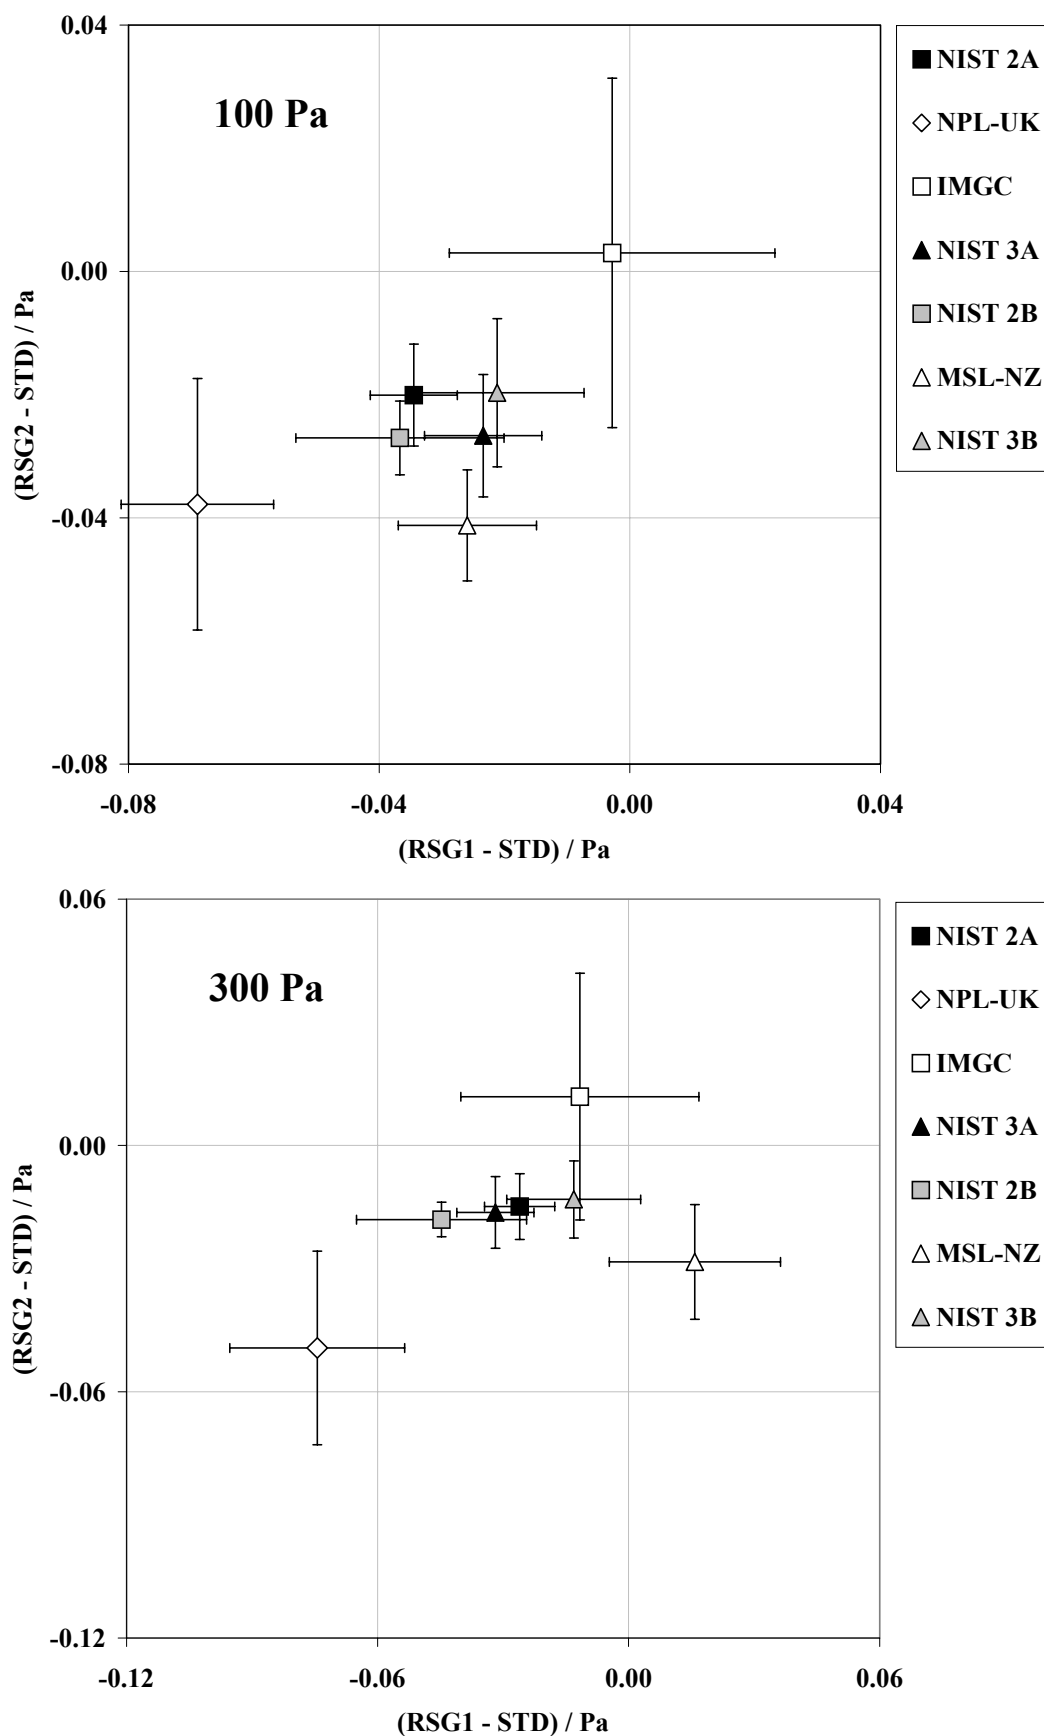 0.04
0.00
-0.04
-0.08
-0.08
-0.04
0.00
0.04
(RSG2 - STD) / Pa
(RSG1 - STD) / Pa
100 Pa
NIST 2A
NPL-UK
IMGC
NIST 3A
NIST 2B
MSL-NZ
NIST 3B
0.06
0.00
-0.06
-0.12
-0.12
-0.06
0.00
0.06
(RSG2 - STD) / Pa
(RSG1 - STD) / Pa
300 Pa
NIST 2A
NPL-UK
IMGC
NIST 3A
NIST 2B
MSL-NZ
NIST 3B